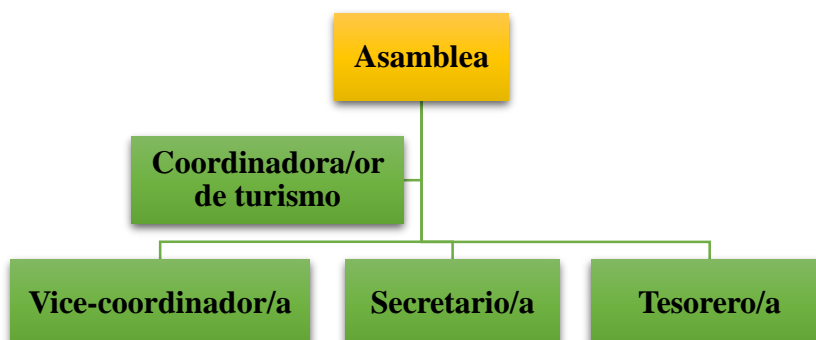 Asamblea
Coordinadora/or
de turismo
Vice-coordinador/a
Secretario/a
Tesorero/a